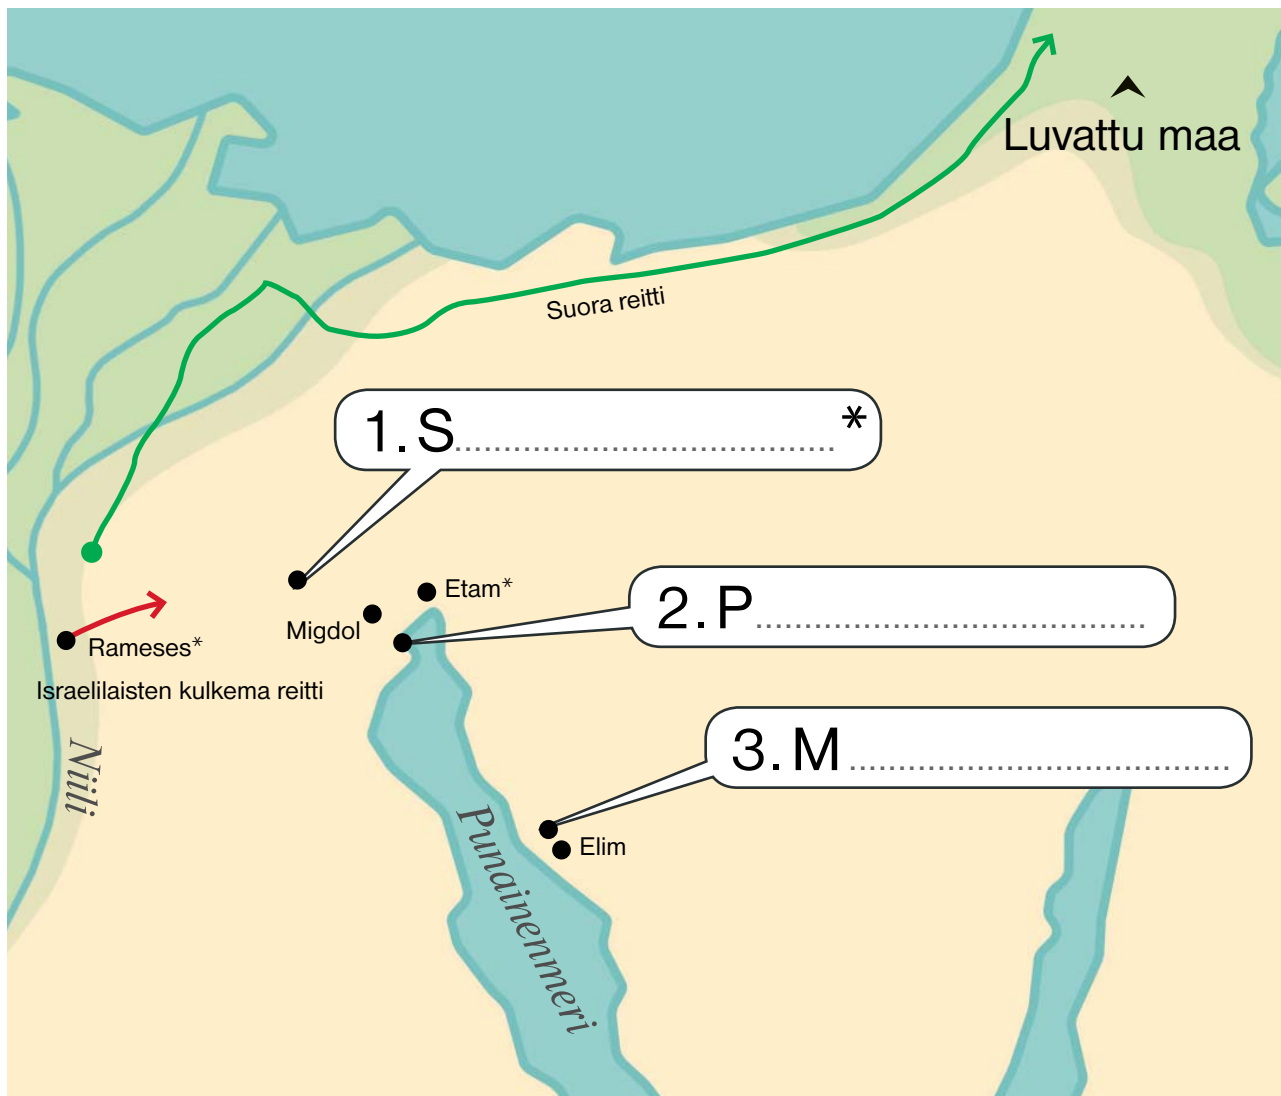 Luvattu maa
Suora reitti
1. S...................................... *
Etam*
2. P.......................................
Migdol
Rameses*
Israelilaisten kulkema reitti
3. M......................................
Niili
Punainenmeri
Elim